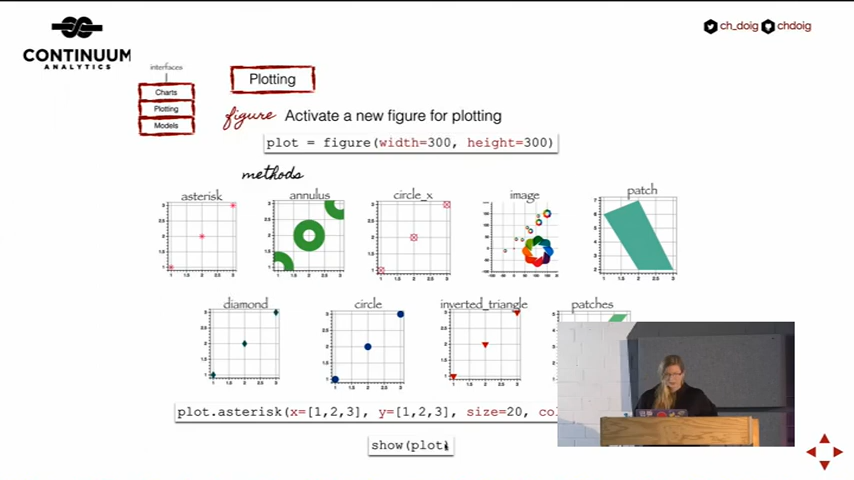 CONTINUUM
ANALYTICS
ch_doig chdoig
interfaces
Charts
Plotting
Models
Plotting
figure Activate a new figure for plotting
plot = figure(width=300, height=300)
methods
asterisk annulus circle_x image patch
diamond circle inverted_triangle patches
plot.asterisk(x=[1,2,3], y=[1,2,3], size=20, col
show(plot)